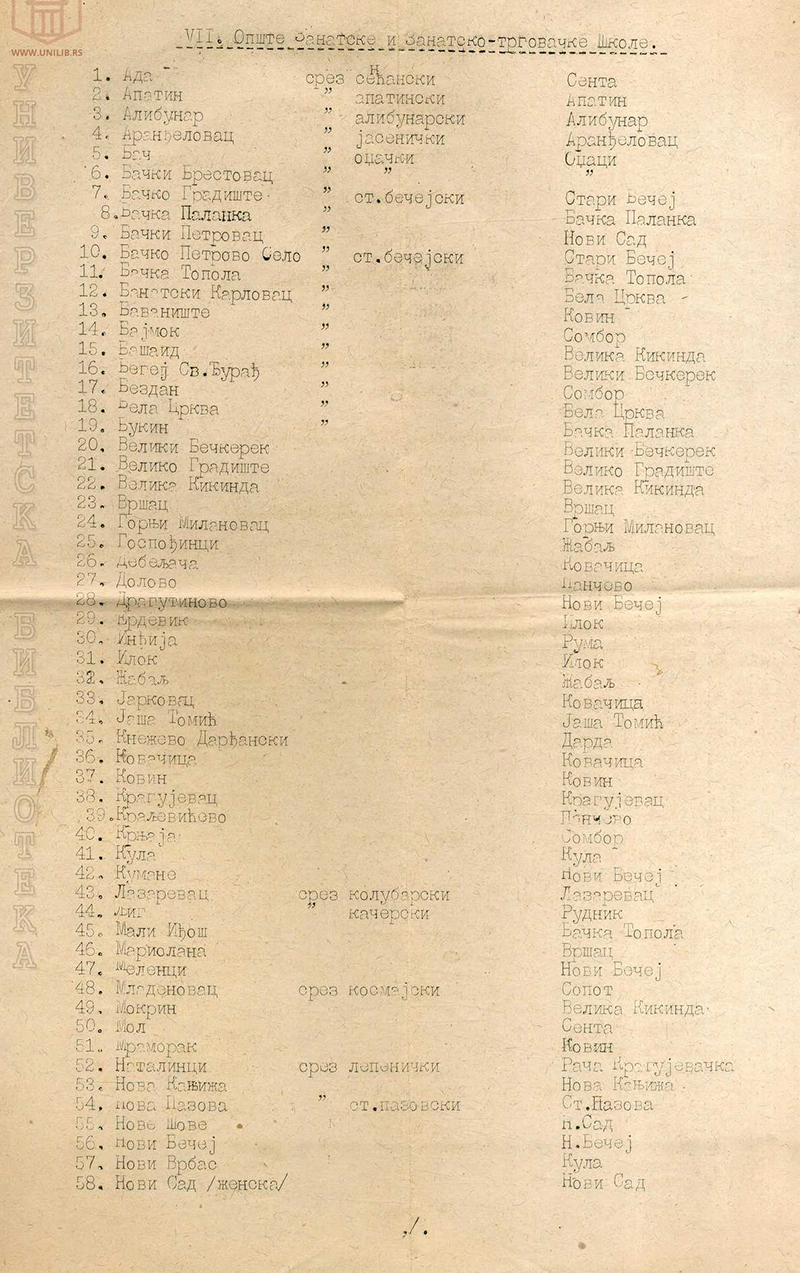 WWW.UNILIB.RS
УНИВЕРЗИТЕТСКА БИБЛИОТЕКА
VII. Опште Занатске и Занатско-трговачке Школе.
1. Ада срез сенћански Сента
2. Апатин " апатински Апатин
3. Алибунар " алибунарски Алибунар
4. Аранђеловац " јасенички Аранђеловац
5. Бач " оџачки Оџаци
6. Бачки Брестовац " " "
7. Бачко Градиште " ст.бечејски Стари Бечеј
8. Бачка Паланка " Бачка Паланка
9. Бачки Петровац " Нови Сад
10. Бачко Петрово Село " ст.бечејски Стари Бечеј
11. Бачка Топола " Бачка Топола
12. Банатски Карловац " Бела Црква
13. Баваниште " Ковин
14. Бајмок " Сомбор
15. Башаид " Велика Кикинда
16. Бегеј Св.Ђурађ " Велики Бечкерек
17. Бездан " Сомбор
18. Бела Црква " Бела Црква
19. Букин " Бачка Паланка
20. Велики Бечкерек Велики Бечкерек
21. Велико Градиште Велико Градиште
22. Велика Кикинда Велика Кикинда
23. Вршац Вршац
24. Горњи Милановац Горњи Милановац
25. Госпођинци Жабаљ
26. Дебељача Ковачица
27. Долово Панчево
28. Драгутиново Нови Бечеј
29. Ердевик Илок
30. Инђија Рума
31. Илок Илок
32. Жабаљ Жабаљ
33. Јарковац Ковачица
34. Јаша Томић Јаша Томић
35. Кнежево Дарђански Дарда
36. Ковачица Ковачица
37. Ковин Ковин
38. Крагујевац Крагујевац
39. Краљевићево Панчево
40. Крњаја Сомбор
41. Кула Кула
42. Кумане Нови Бечеј
43. Лазаревац срез колубарски Лазаревац
44. Љиг " качерски Рудник
45. Мали Иђош Бачка Топола
46. Мариолана Вршац
47. Меленци Нови Бечеј
48. Младеновац срез космајски Сопот
49. Мокрин Велика Кикинда
50. Мол Сента
51. Мраморак Ковин
52. Наталинци срез лепенички Рача Крагујевачка
53. Нова Кањижа Нова Кањижа
54. Нова Пазова " ст.пазовски Ст.Пазова
55. Нове Шове Н.Сад
56. Нови Бечеј Н.Бечеј
57. Нови Врбас Кула
58. Нови Сад /женска/ Нови Сад
./.